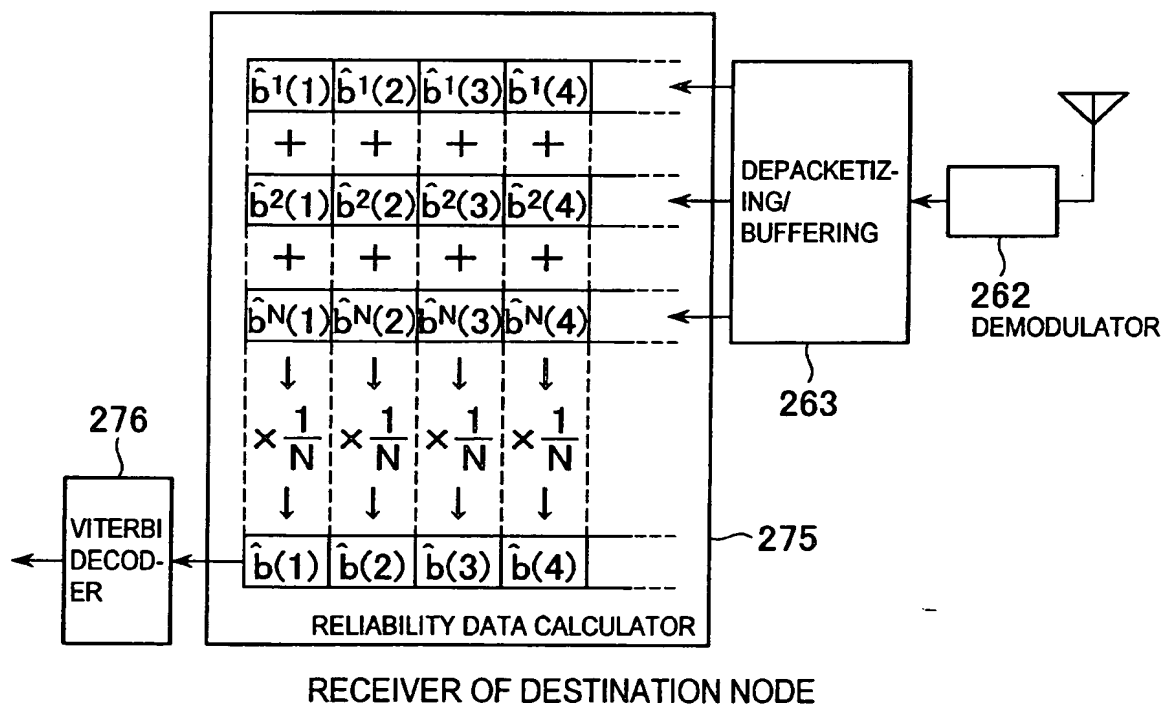 b̂¹(1) b̂¹(2) b̂¹(3) b̂¹(4)
+ + + +
b̂²(1) b̂²(2) b̂²(3) b̂²(4)
+ + + +
b̂ᴺ(1) b̂ᴺ(2) b̂ᴺ(3) b̂ᴺ(4)
↓ ↓ ↓ ↓
× 1/N × 1/N × 1/N × 1/N
↓ ↓ ↓ ↓
b̂(1) b̂(2) b̂(3) b̂(4)
RELIABILITY DATA CALCULATOR
275
DEPACKETIZ-
ING/
BUFFERING
263
262
DEMODULATOR
276
VITERBI
DECOD-
ER
RECEIVER OF DESTINATION NODE